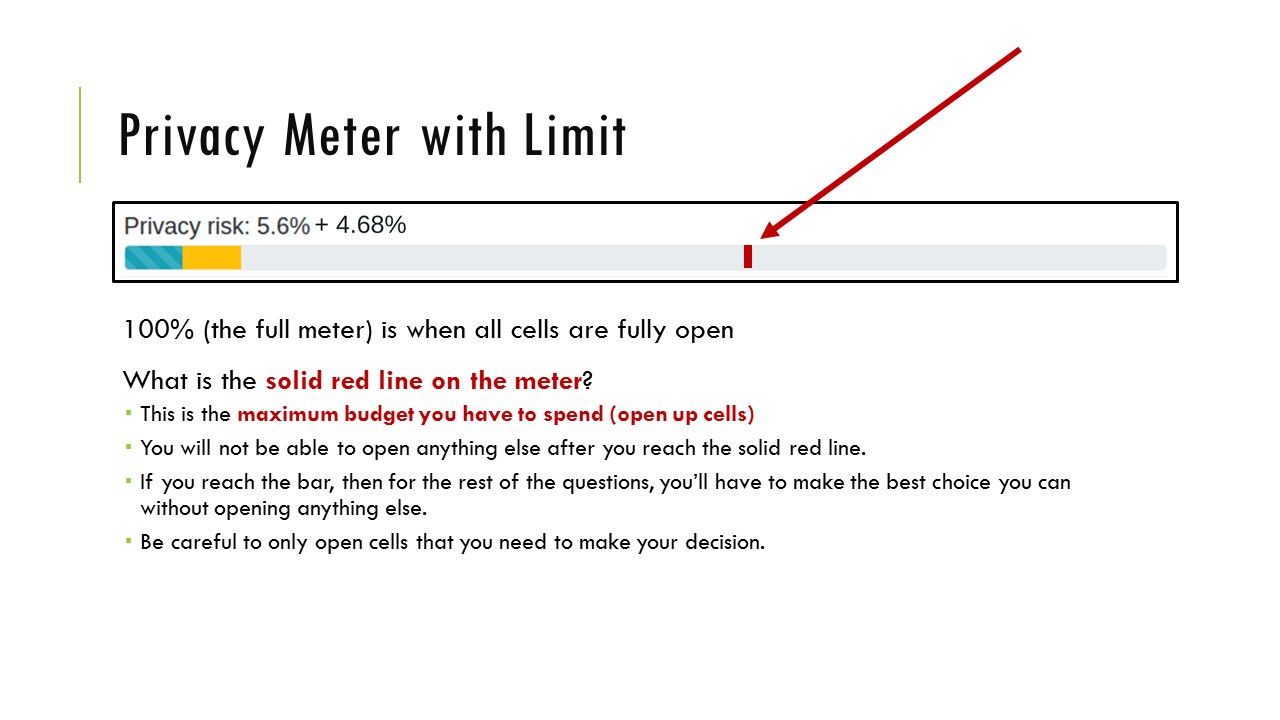 Privacy Meter with Limit
Privacy risk: 5.6% + 4.68%
100% (the full meter) is when all cells are fully open
What is the solid red line on the meter?
▪ This is the maximum budget you have to spend (open up cells)
▪ You will not be able to open anything else after you reach the solid red line.
▪ If you reach the bar, then for the rest of the questions, you’ll have to make the best choice you can
without opening anything else.
▪ Be careful to only open cells that you need to make your decision.